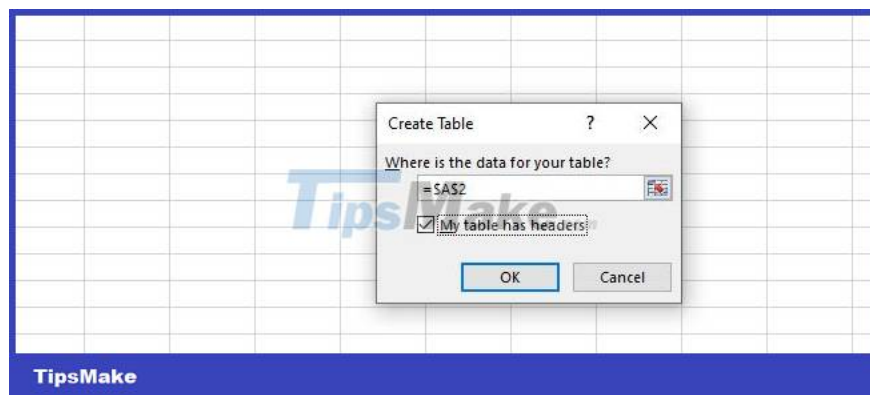 Create Table ? ×
Where is the data for your table?
=$A$2
My table has headers
OK Cancel
TipsMake
TipsMake